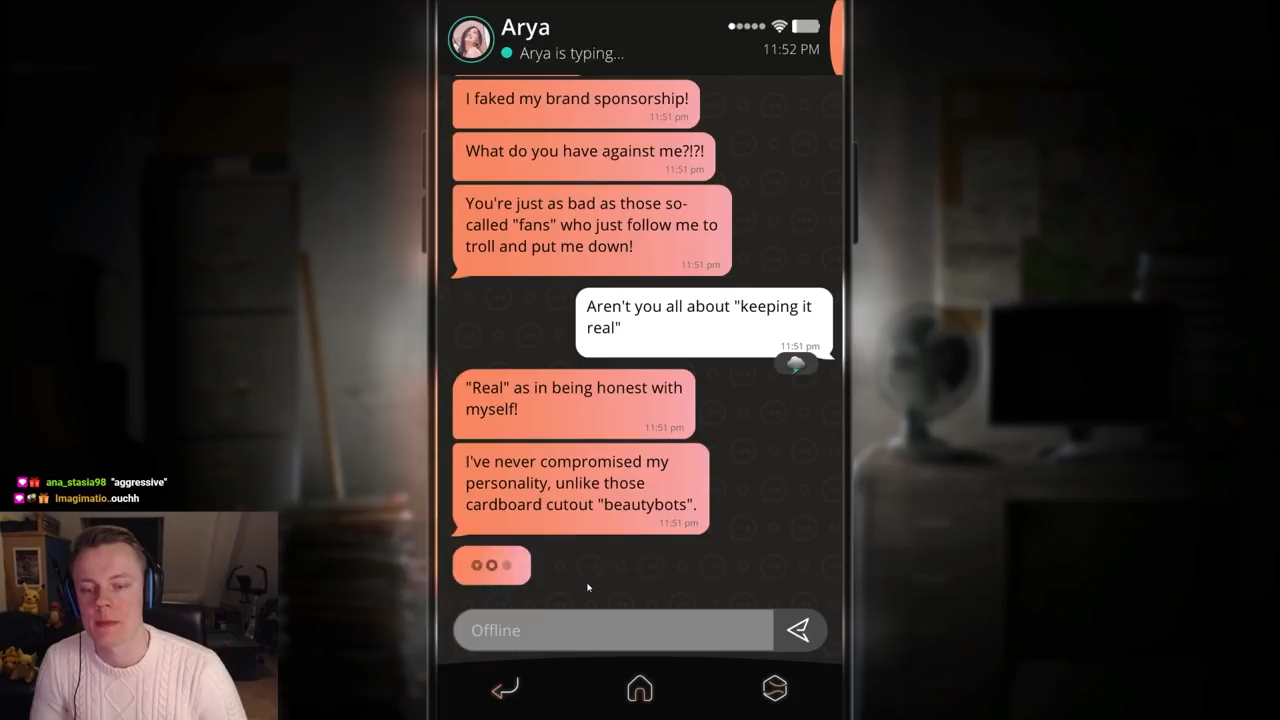 Arya
Arya is typing...
11:52 PM
I faked my brand sponsorship!
11:51 pm
What do you have against me?!?!
11:51 pm
You're just as bad as those so-
called "fans" who just follow me to
troll and put me down!
11:51 pm
Aren't you all about "keeping it
real"
11:51 pm
"Real" as in being honest with
myself!
11:51 pm
I've never compromised my
personality, unlike those
cardboard cutout "beautybots".
11:51 pm
Offline
ana_stasia98 "aggressive"
Imagimatio..ouchh